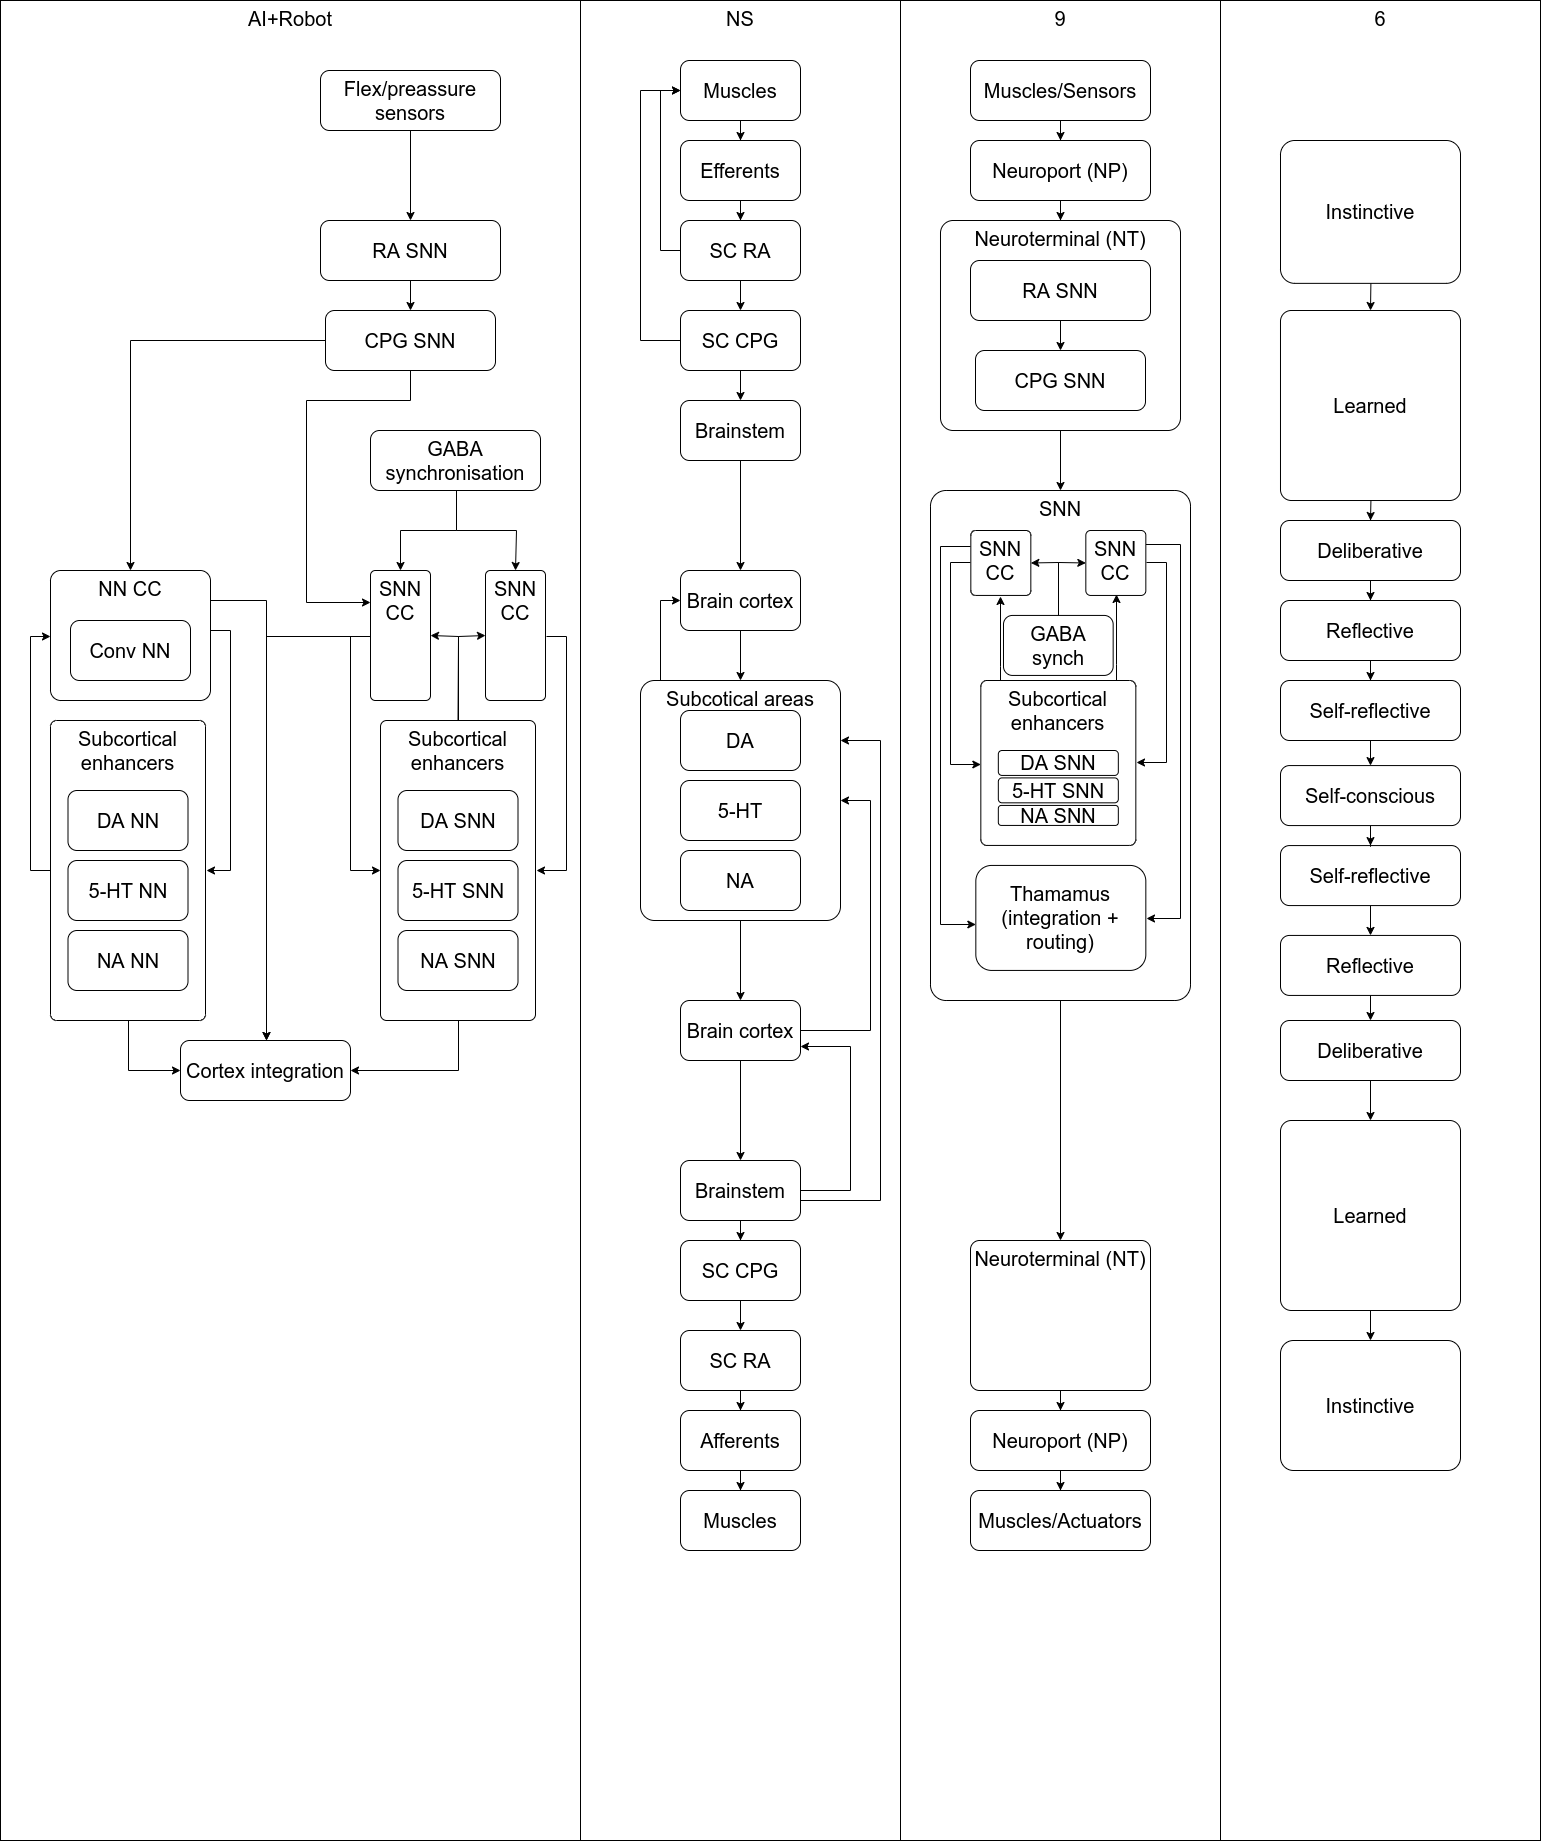 AI+Robot
Flex/preassure
sensors
RA SNN
CPG SNN
GABA
synchronisation
NN CC
Conv NN
SNN
CC
SNN
CC
Subcortical
enhancers
DA NN
5-HT NN
NA NN
Subcortical
enhancers
DA SNN
5-HT SNN
NA SNN
Cortex integration
NS
Muscles
Efferents
SC RA
SC CPG
Brainstem
Brain cortex
Subcotical areas
DA
5-HT
NA
Brain cortex
Brainstem
SC CPG
SC RA
Afferents
Muscles
9
Muscles/Sensors
Neuroport (NP)
Neuroterminal (NT)
RA SNN
CPG SNN
SNN
SNN
CC
SNN
CC
GABA
synch
Subcortical
enhancers
DA SNN
5-HT SNN
NA SNN
Thamamus
(integration +
routing)
Neuroterminal (NT)
Neuroport (NP)
Muscles/Actuators
6
Instinctive
Learned
Deliberative
Reflective
Self-reflective
Self-conscious
Self-reflective
Reflective
Deliberative
Learned
Instinctive